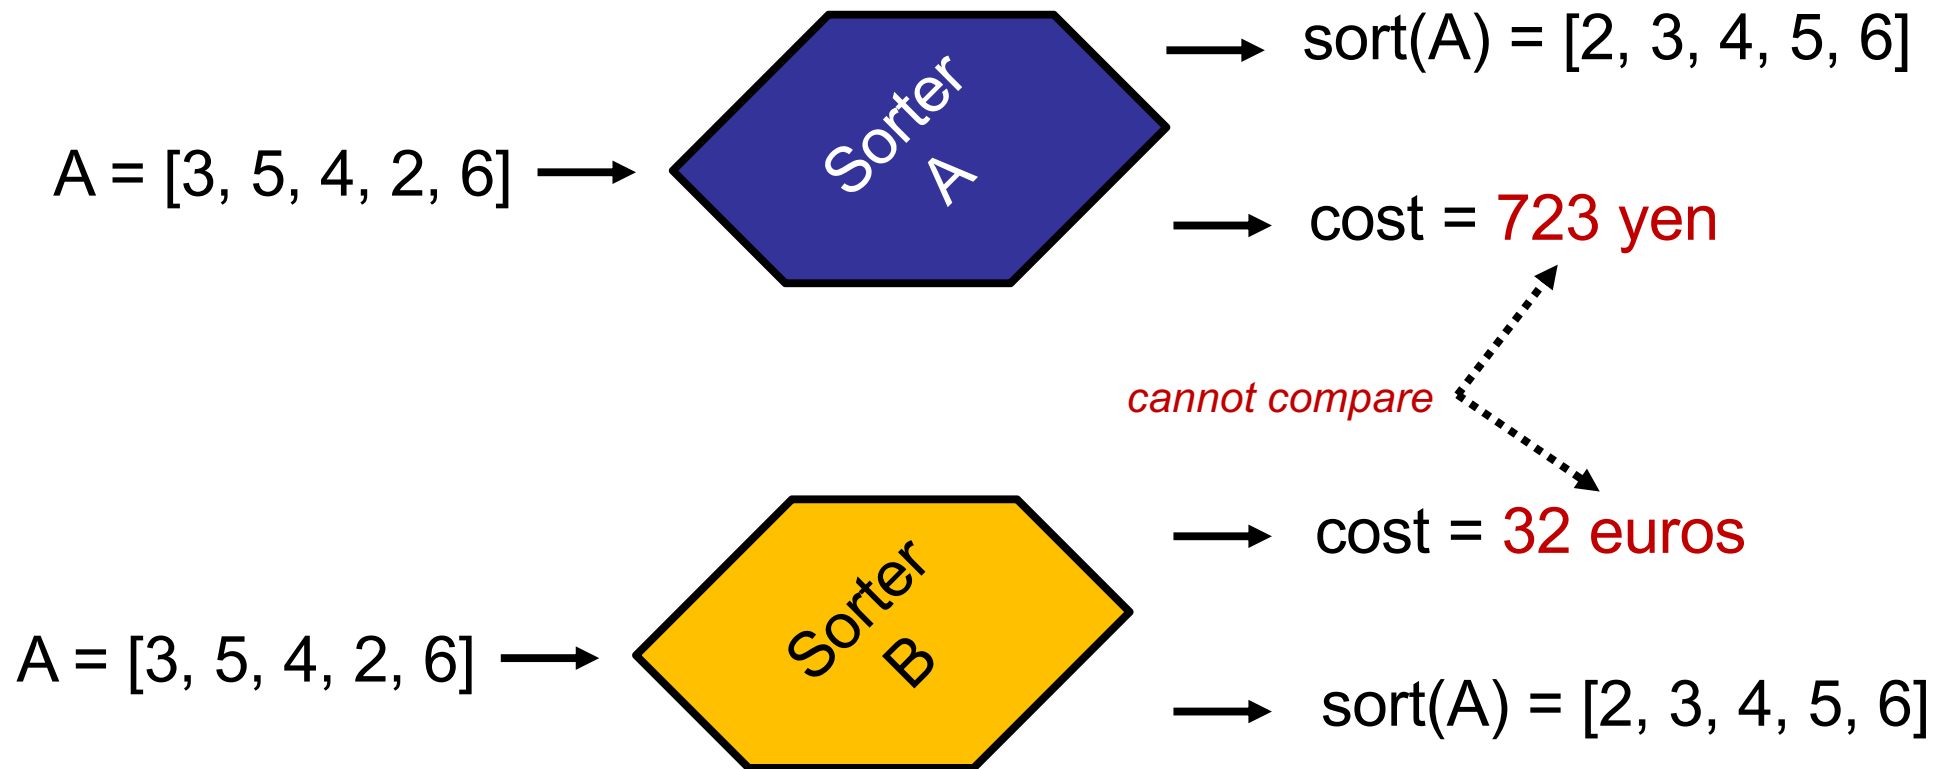 sort(A) = [2, 3, 4, 5, 6]
A = [3, 5, 4, 2, 6]
Sorter
A
cost = 723 yen
cannot compare
cost = 32 euros
A = [3, 5, 4, 2, 6]
Sorter
B
sort(A) = [2, 3, 4, 5, 6]